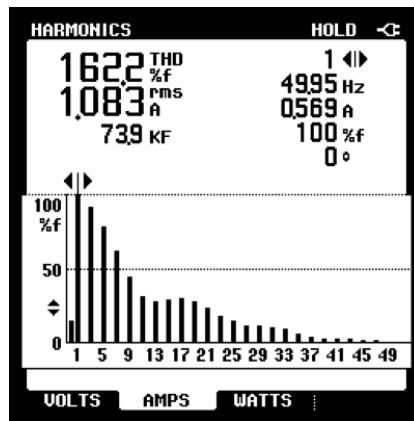 HARMONICS HOLD
162,2 THD %f 1
1,083 rms A 49,95 Hz
73,9 KF 0,569 A
100 %f
0 °
100
%f
50
0
1 5 9 13 17 21 25 29 33 37 41 45 49
VOLTS AMPS WATTS